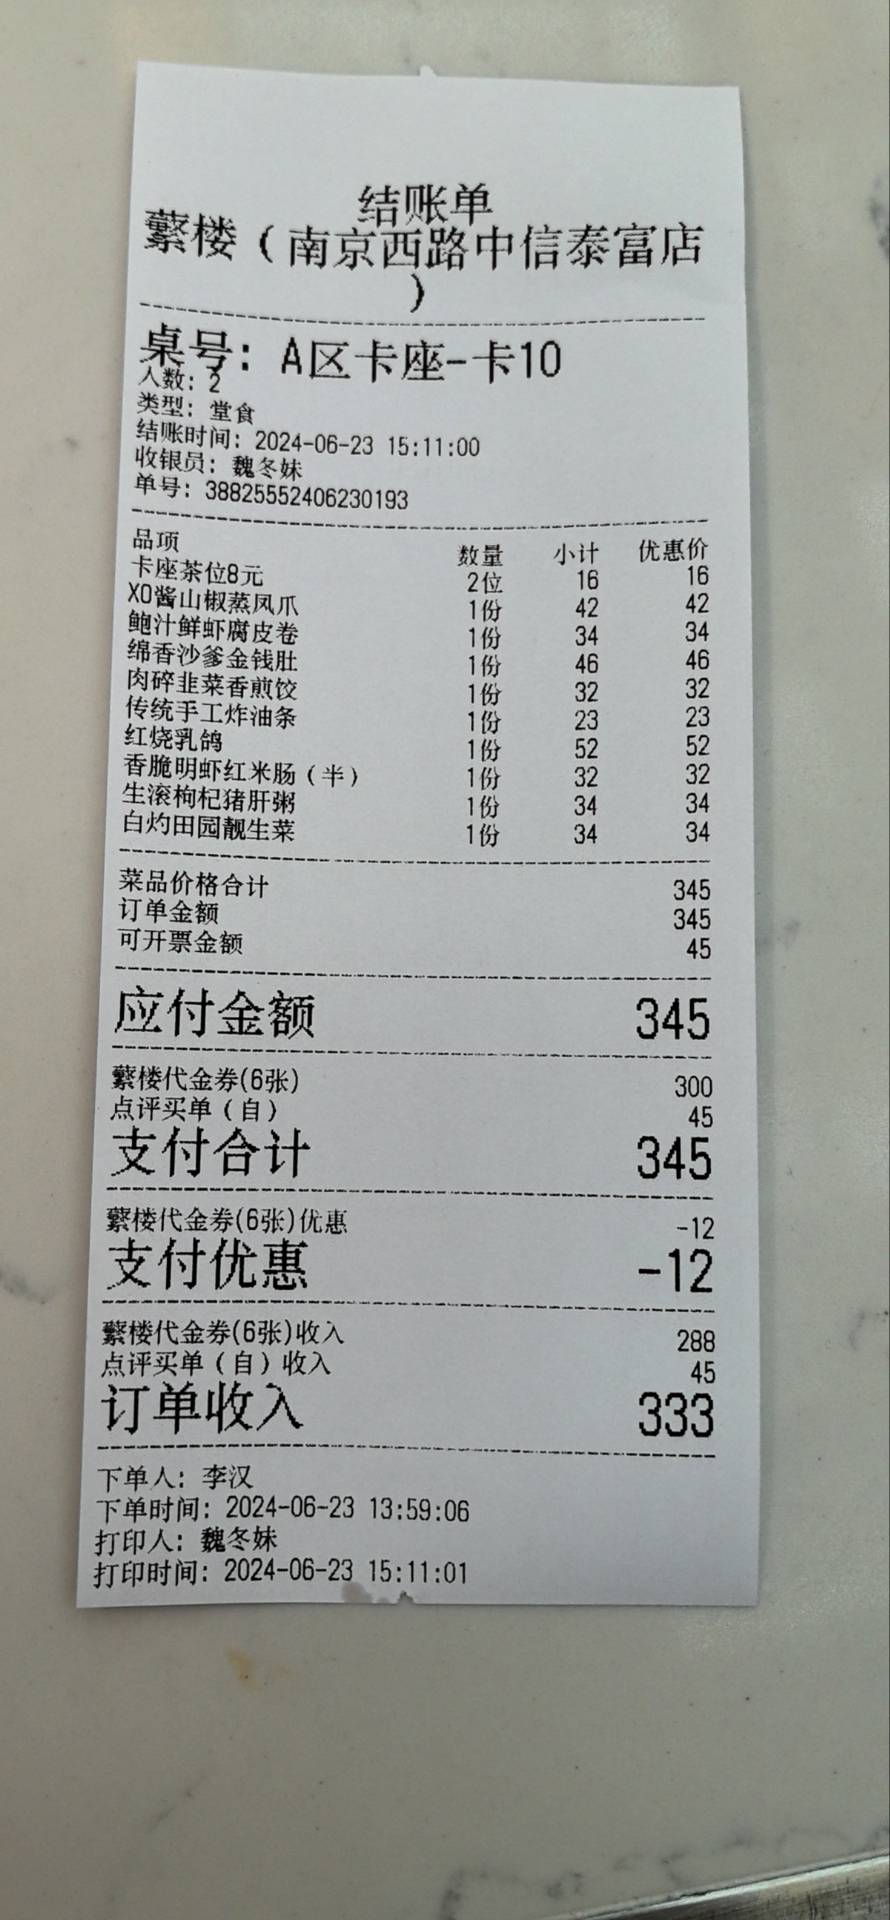 结账单
蘩楼（南京西路中信泰富店
）
桌号: A区卡座-卡10
人数: 2
类型: 堂食
结账时间: 2024-06-23 15:11:00
收银员: 魏冬妹
单号: 38825552406230193
品项 数量 小计 优惠价
卡座茶位8元 2位 16 16
XO酱山椒蒸凤爪 1份 42 42
鲍汁鲜虾腐皮卷 1份 34 34
绵香沙爹金钱肚 1份 46 46
肉碎韭菜香煎饺 1份 32 32
传统手工炸油条 1份 23 23
红烧乳鸽 1份 52 52
香脆明虾红米肠（半） 1份 32 32
生滚枸杞猪肝粥 1份 34 34
白灼田园靓生菜 1份 34 34
菜品价格合计 345
订单金额 345
可开票金额 45
应付金额 345
蘩楼代金券(6张) 300
点评买单（自） 45
支付合计 345
蘩楼代金券(6张)优惠 -12
支付优惠 -12
蘩楼代金券(6张)收入 288
点评买单（自）收入 45
订单收入 333
下单人: 李汉
下单时间: 2024-06-23 13:59:06
打印人: 魏冬妹
打印时间: 2024-06-23 15:11:01